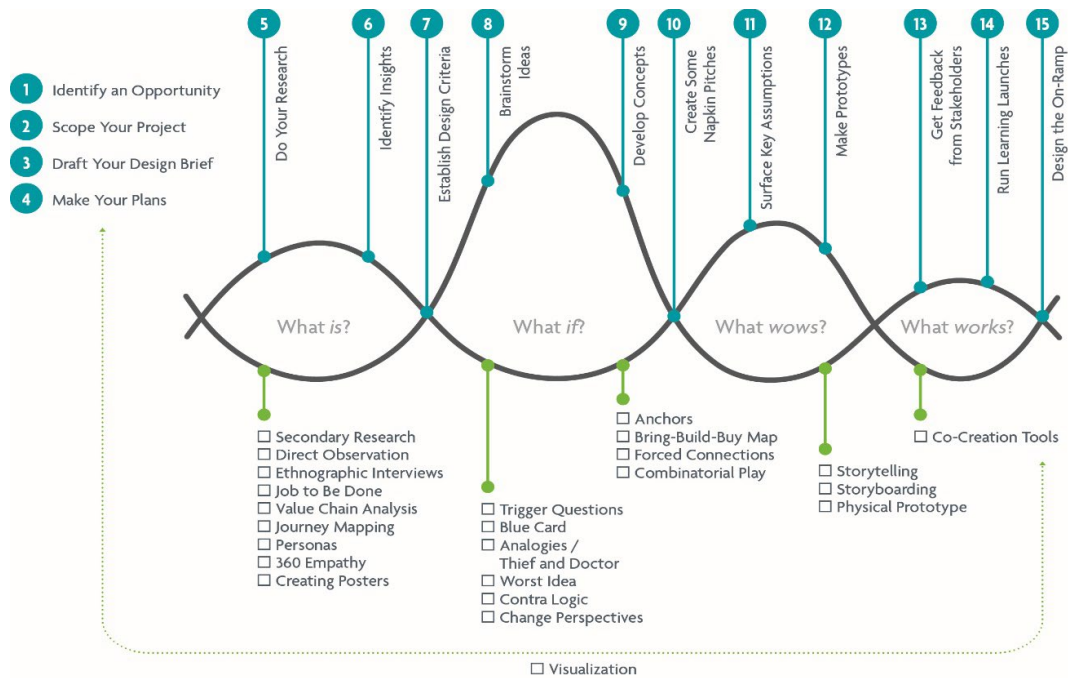 5
6
7
8
9
10
11
12
13
14
15
Do Your Research
Identify Insights
Establish Design Criteria
Brainstorm
Ideas
Develop Concepts
Create Some
Napkin Pitches
Surface Key Assumptions
Make Prototypes
Get Feedback
from Stakeholders
Run Learning Launches
Design the On-Ramp
1 Identify an Opportunity
2 Scope Your Project
3 Draft Your Design Brief
4 Make Your Plans
What is?
What if?
What wows?
What works?
Secondary Research
Direct Observation
Ethnographic Interviews
Job to Be Done
Value Chain Analysis
Journey Mapping
Personas
360 Empathy
Creating Posters
Trigger Questions
Blue Card
Analogies /
Thief and Doctor
Worst Idea
Contra Logic
Change Perspectives
Anchors
Bring-Build-Buy Map
Forced Connections
Combinatorial Play
Storytelling
Storyboarding
Physical Prototype
Co-Creation Tools
Visualization